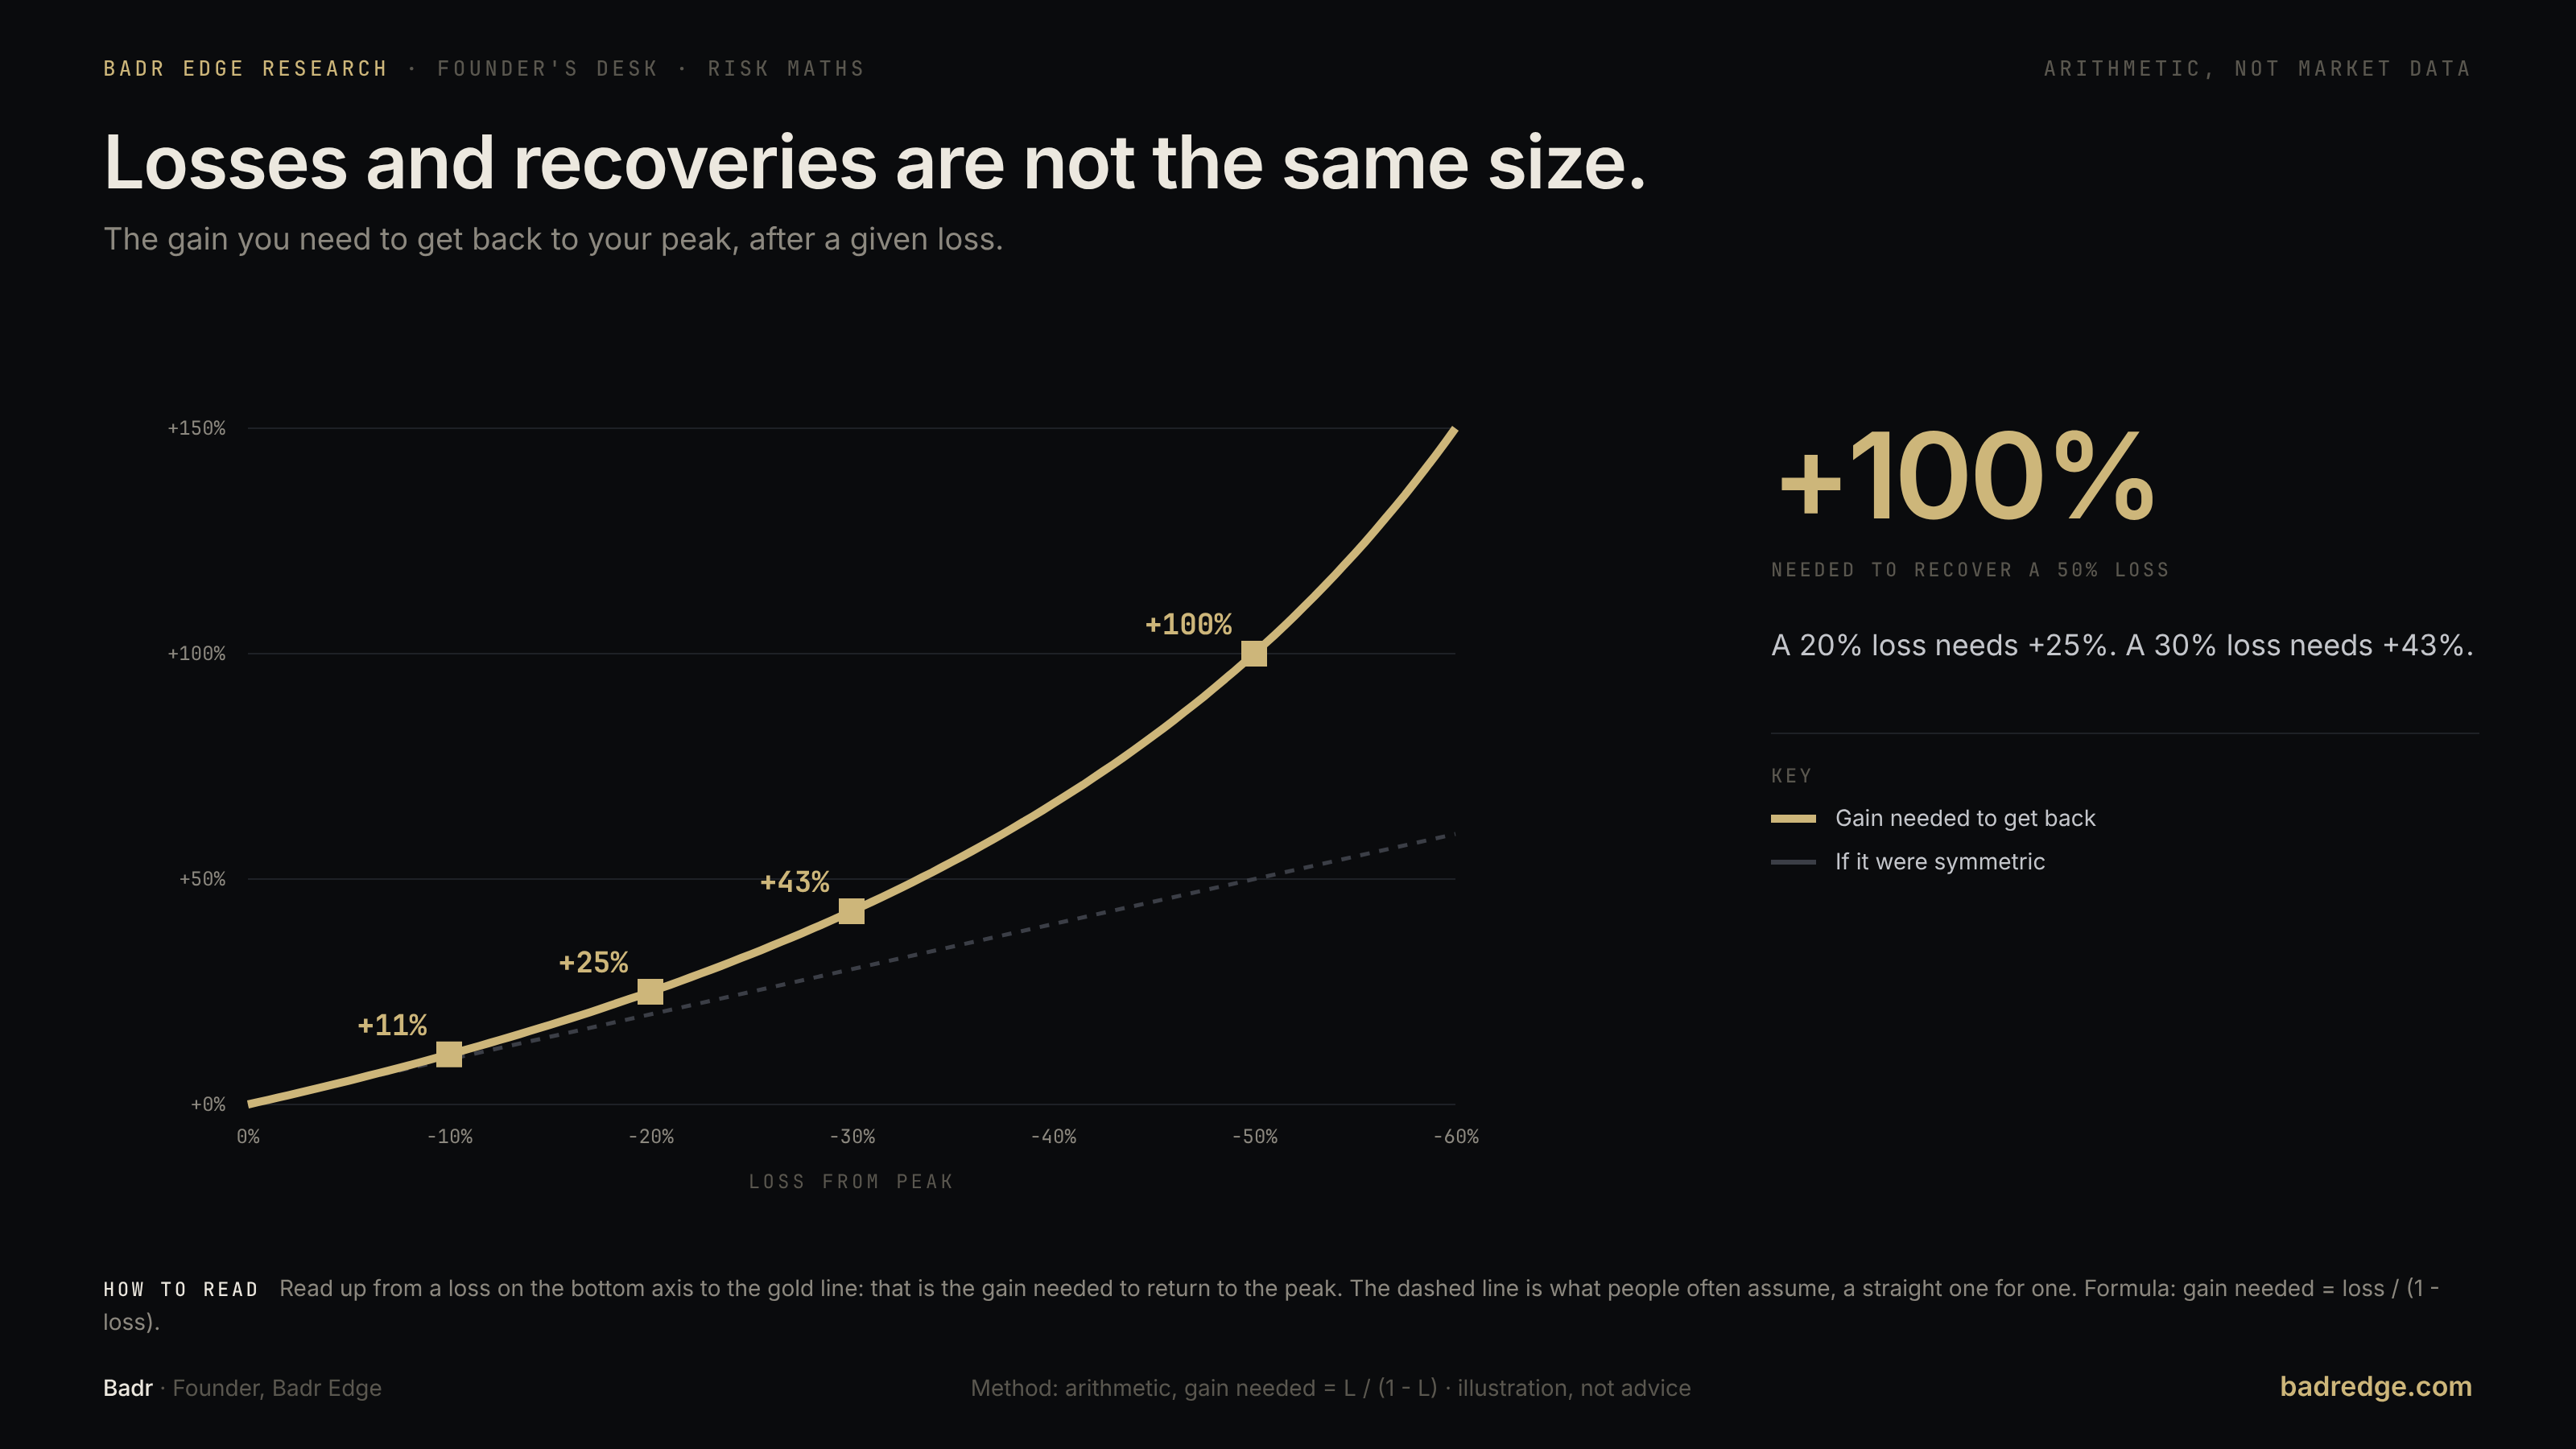 BADR EDGE RESEARCH · FOUNDER'S DESK · RISK MATHS
ARITHMETIC, NOT MARKET DATA
Losses and recoveries are not the same size.
The gain you need to get back to your peak, after a given loss.
+150%
+100%
+50%
+0%
+100%
+43%
+25%
+11%
0%
-10%
-20%
-30%
-40%
-50%
-60%
LOSS FROM PEAK
+100%
NEEDED TO RECOVER A 50% LOSS
A 20% loss needs +25%. A 30% loss needs +43%.
KEY
Gain needed to get back
If it were symmetric
HOW TO READ Read up from a loss on the bottom axis to the gold line: that is the gain needed to return to the peak. The dashed line is what people often assume, a straight one for one. Formula: gain needed = loss / (1 -
loss).
Badr · Founder, Badr Edge
Method: arithmetic, gain needed = L / (1 - L) · illustration, not advice
badredge.com